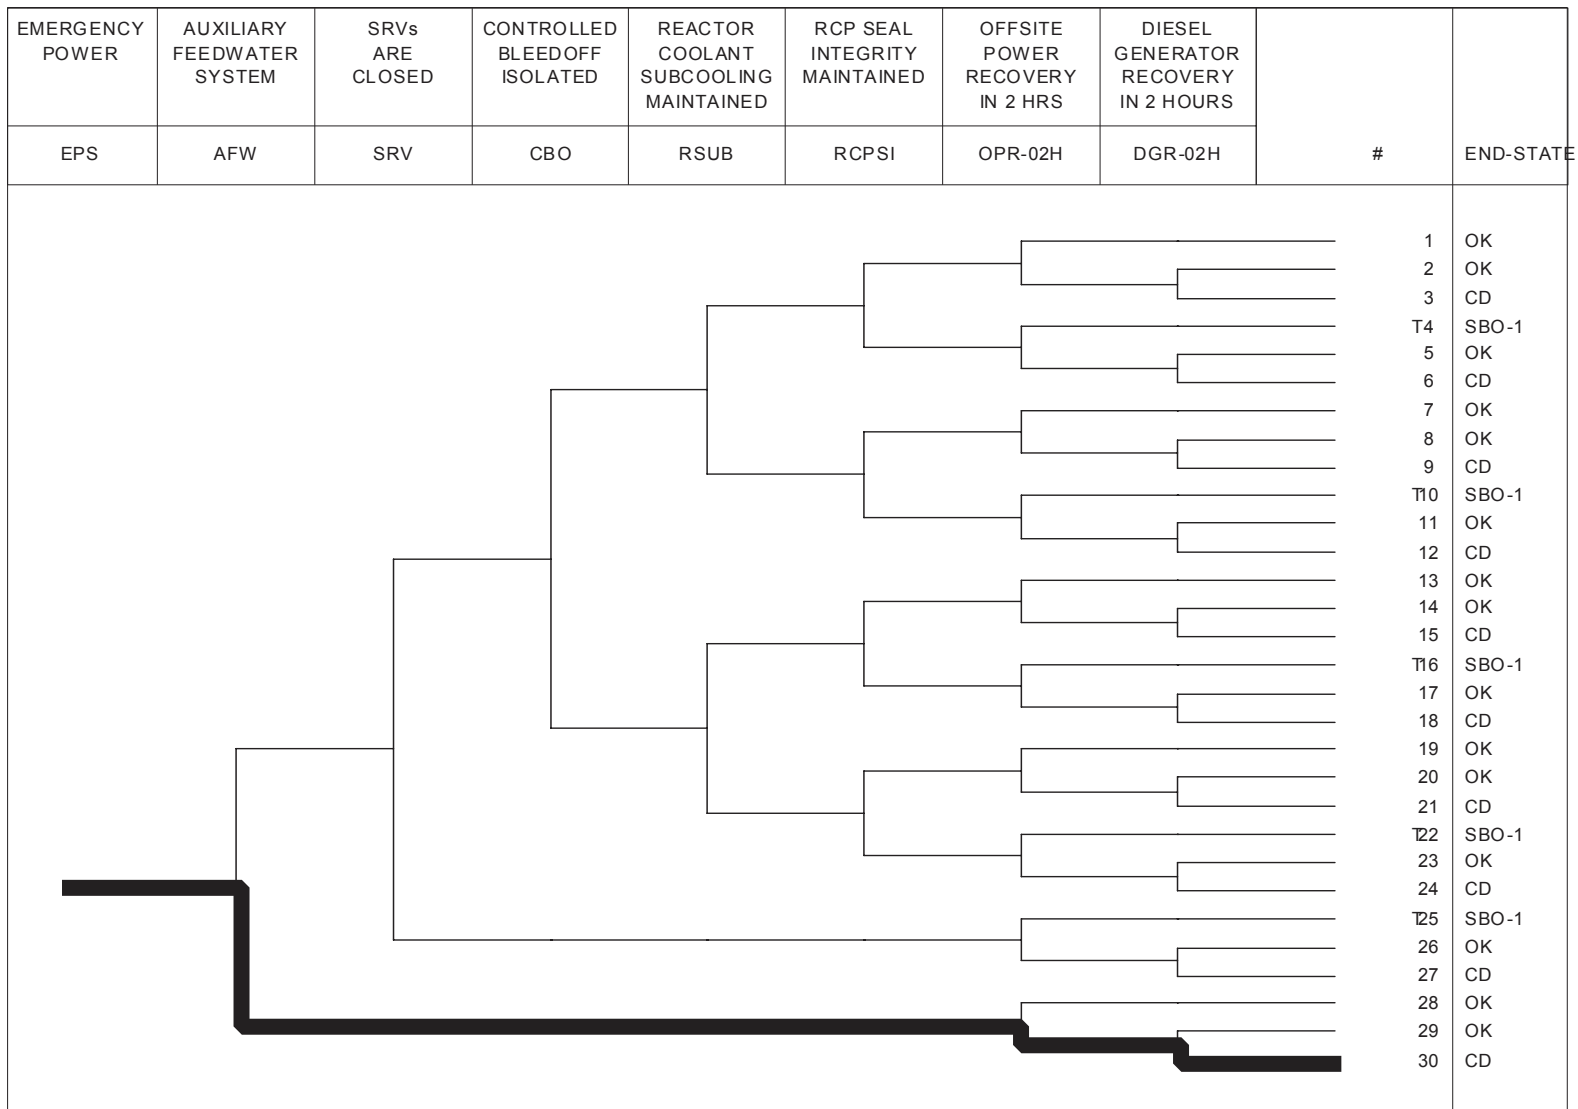 EMERGENCY
POWER
AUXILIARY
FEEDWATER
SYSTEM
SRVs
ARE
CLOSED
CONTROLLED
BLEEDOFF
ISOLATED
REACTOR
COOLANT
SUBCOOLING
MAINTAINED
RCP SEAL
INTEGRITY
MAINTAINED
OFFSITE
POWER
RECOVERY
IN 2 HRS
DIESEL
GENERATOR
RECOVERY
IN 2 HOURS
EPS AFW SRV CBO RSUB RCPSI OPR-02H DGR-02H # END-STATE
1 OK
2 OK
3 CD
T4 SBO-1
5 OK
6 CD
7 OK
8 OK
9 CD
T10 SBO-1
11 OK
12 CD
13 OK
14 OK
15 CD
T16 SBO-1
17 OK
18 CD
19 OK
20 OK
21 CD
T22 SBO-1
23 OK
24 CD
T25 SBO-1
26 OK
27 CD
28 OK
29 OK
30 CD